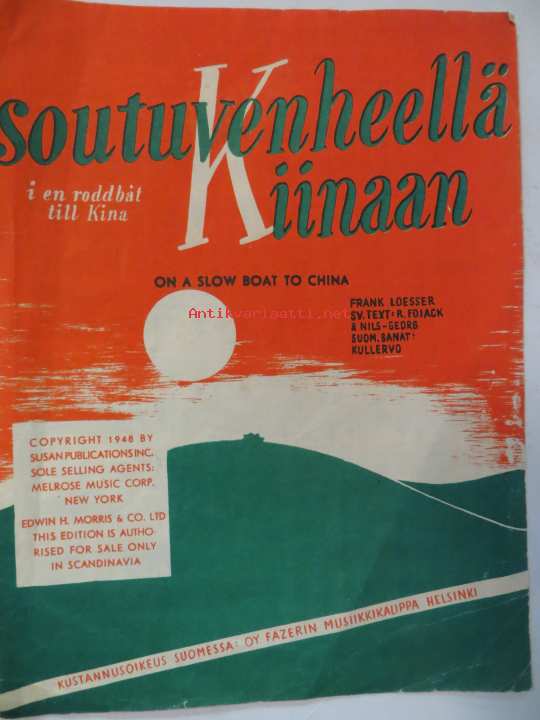 soutuvenheellä
Kiinaan
i en roddbåt
till Kina
ON A SLOW BOAT TO CHINA
Antikvariaatti.net
FRANK LOESSER
SV. TEXT: R. FOJACK
& NILS-GEORG
SUOM. SANAT:
KULLERVO
COPYRIGHT 1948 BY
SUSAN PUBLICATIONS INC.
SOLE SELLING AGENTS:
MELROSE MUSIC CORP.
NEW YORK
EDWIN H. MORRIS & CO. LTD
THIS EDITION IS AUTHO-
RISED FOR SALE ONLY
IN SCANDINAVIA
KUSTANNUSOIKEUS SUOMESSA: OY. FAZERIN MUSIIKKIKAUPPA HELSINKI